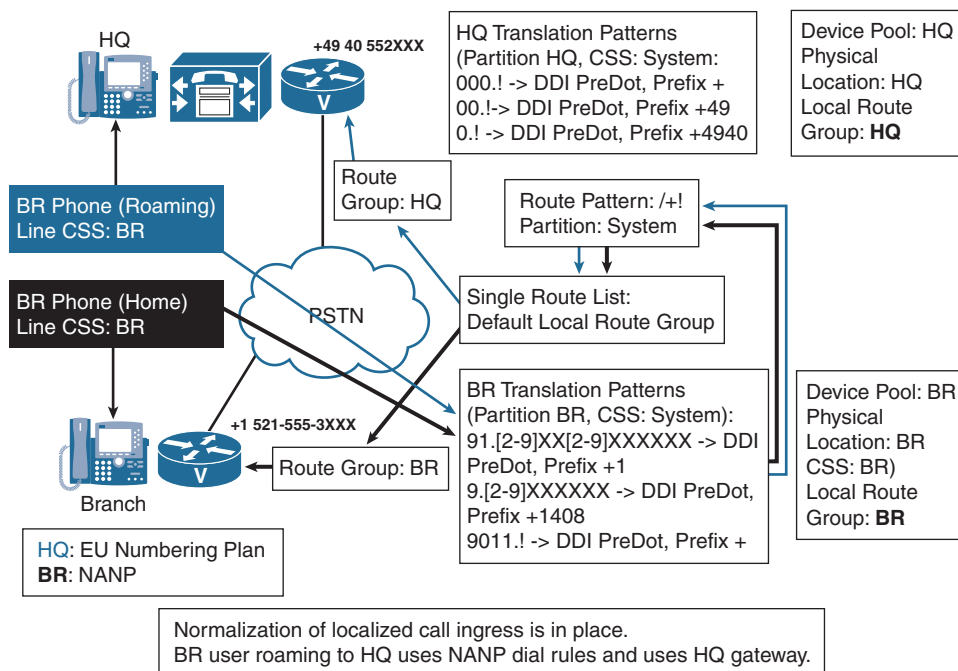 HQ
+49 40 552XXX
V
HQ Translation Patterns
(Partition HQ, CSS: System:
000.! -> DDI PreDot, Prefix +
00.!-> DDI PreDot, Prefix +49
0.! -> DDI PreDot, Prefix +4940
Device Pool: HQ
Physical
Location: HQ
Local Route
Group: HQ
Route
Group: HQ
BR Phone (Roaming)
Line CSS: BR
Route Pattern: /+!
Partition: System
BR Phone (Home)
Line CSS: BR
PSTN
Single Route List:
Default Local Route Group
BR Translation Patterns
(Partition BR, CSS: System):
91.[2-9]XX[2-9]XXXXXX -> DDI
PreDot, Prefix +1
9.[2-9]XXXXXX -> DDI PreDot,
Prefix +1408
9011.! -> DDI PreDot, Prefix +
Device Pool: BR
Physical
Location: BR
CSS: BR)
Local Route
Group: BR
+1 521-555-3XXX
V
Route Group: BR
Branch
HQ: EU Numbering Plan
BR: NANP
Normalization of localized call ingress is in place.
BR user roaming to HQ uses NANP dial rules and uses HQ gateway.